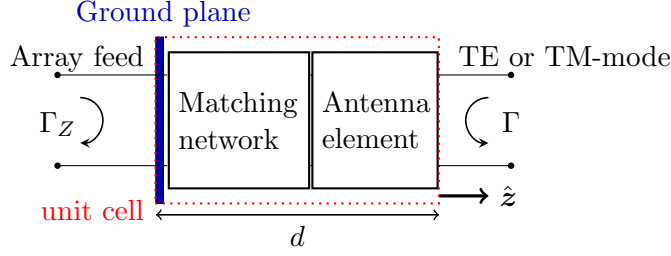 Ground plane
Array feed
TE or TM-mode
Matching
network
Antenna
element
Γ_Z
Γ
unit cell
ẑ
d